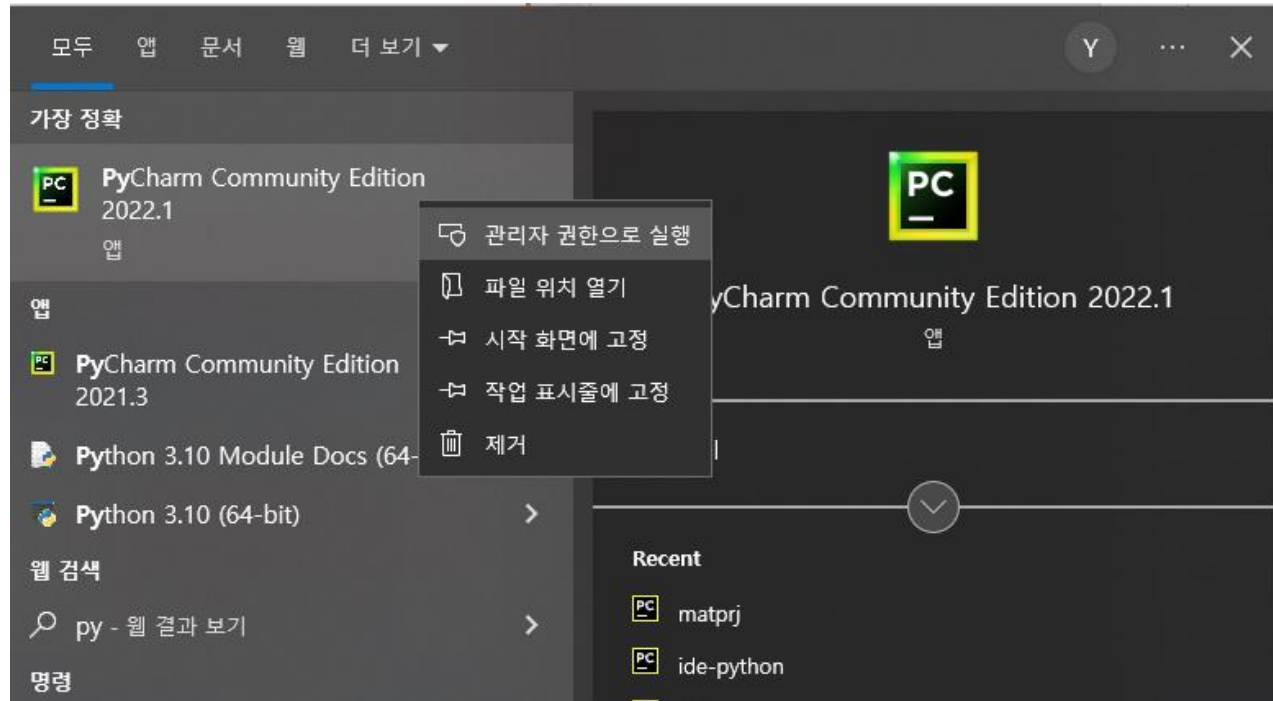 모두 앱 문서 웹 더 보기 Y
가장 정확
PyCharm Community Edition
2022.1
앱
앱
PyCharm Community Edition
2021.3
Python 3.10 Module Docs (64-
Python 3.10 (64-bit)
웹 검색
py - 웹 결과 보기
명령
관리자 권한으로 실행
파일 위치 열기
시작 화면에 고정
작업 표시줄에 고정
제거
PC
yCharm Community Edition 2022.1
앱
Recent
PC matprj
PC ide-python